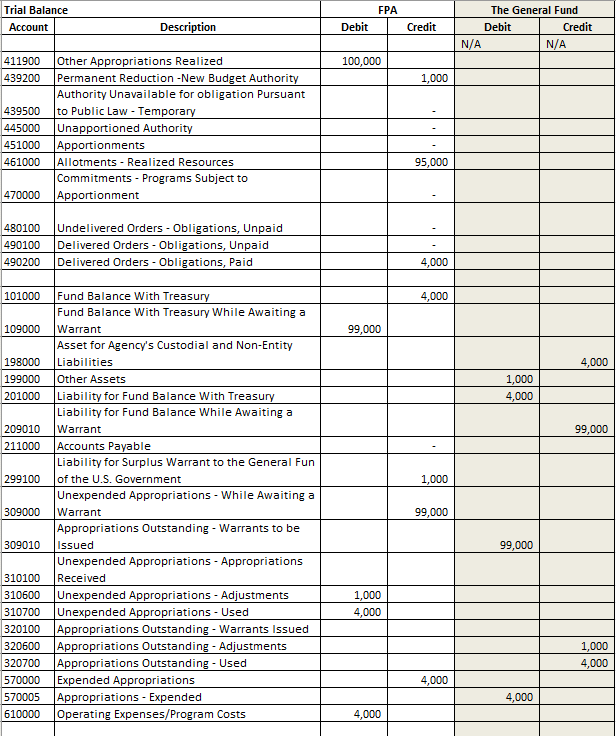 Trial Balance FPA The General Fund
Account Description Debit Credit Debit Credit
N/A N/A
411900 Other Appropriations Realized 100,000
439200 Permanent Reduction -New Budget Authority 1,000
Authority Unavailable for obligation Pursuant
439500 to Public Law - Temporary -
445000 Unapportioned Authority -
451000 Apportionments -
461000 Allotments - Realized Resources 95,000
Commitments - Programs Subject to
470000 Apportionment -
480100 Undelivered Orders - Obligations, Unpaid -
490100 Delivered Orders - Obligations, Unpaid -
490200 Delivered Orders - Obligations, Paid 4,000
101000 Fund Balance With Treasury 4,000
Fund Balance With Treasury While Awaiting a
109000 Warrant 99,000
Asset for Agency's Custodial and Non-Entity
198000 Liabilities 4,000
199000 Other Assets 1,000
201000 Liability for Fund Balance With Treasury 4,000
Liability for Fund Balance While Awaiting a
209010 Warrant 99,000
211000 Accounts Payable -
Liability for Surplus Warrant to the General Fun
299100 of the U.S. Government 1,000
Unexpended Appropriations - While Awaiting a
309000 Warrant 99,000
Appropriations Outstanding - Warrants to be
309010 Issued 99,000
Unexpended Appropriations - Appropriations
310100 Received
310600 Unexpended Appropriations - Adjustments 1,000
310700 Unexpended Appropriations - Used 4,000
320100 Appropriations Outstanding - Warrants Issued
320600 Appropriations Outstanding - Adjustments 1,000
320700 Appropriations Outstanding - Used 4,000
570000 Expended Appropriations 4,000
570005 Appropriations - Expended 4,000
610000 Operating Expenses/Program Costs 4,000